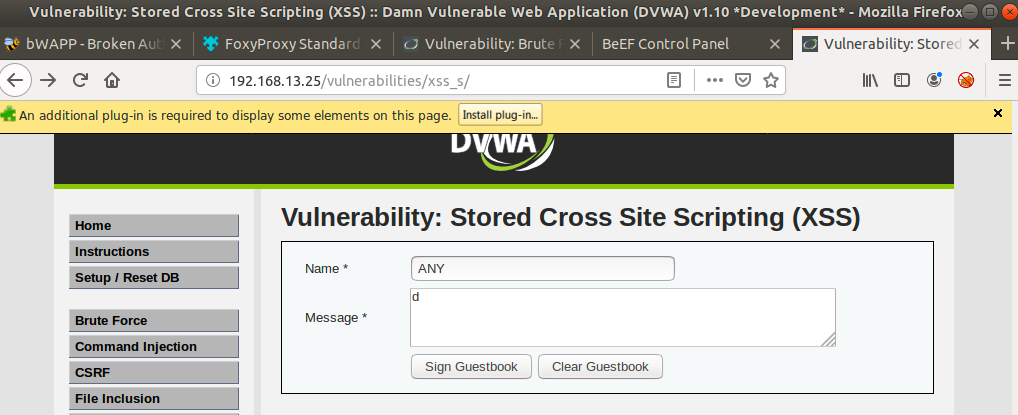 Vulnerability: Stored Cross Site Scripting (XSS) :: Damn Vulnerable Web Application (DVWA) v1.10 *Development* - Mozilla Firefox
bWAPP - Broken Aut
FoxyProxy Standard
Vulnerability: Brute F
BeEF Control Panel
Vulnerability: Stored
192.168.13.25/vulnerabilities/xss_s/
An additional plug-in is required to display some elements on this page. Install plug-in...
DVWA
Vulnerability: Stored Cross Site Scripting (XSS)
Home
Instructions
Setup / Reset DB
Brute Force
Command Injection
CSRF
File Inclusion
Name * ANY
Message * d
Sign Guestbook Clear Guestbook